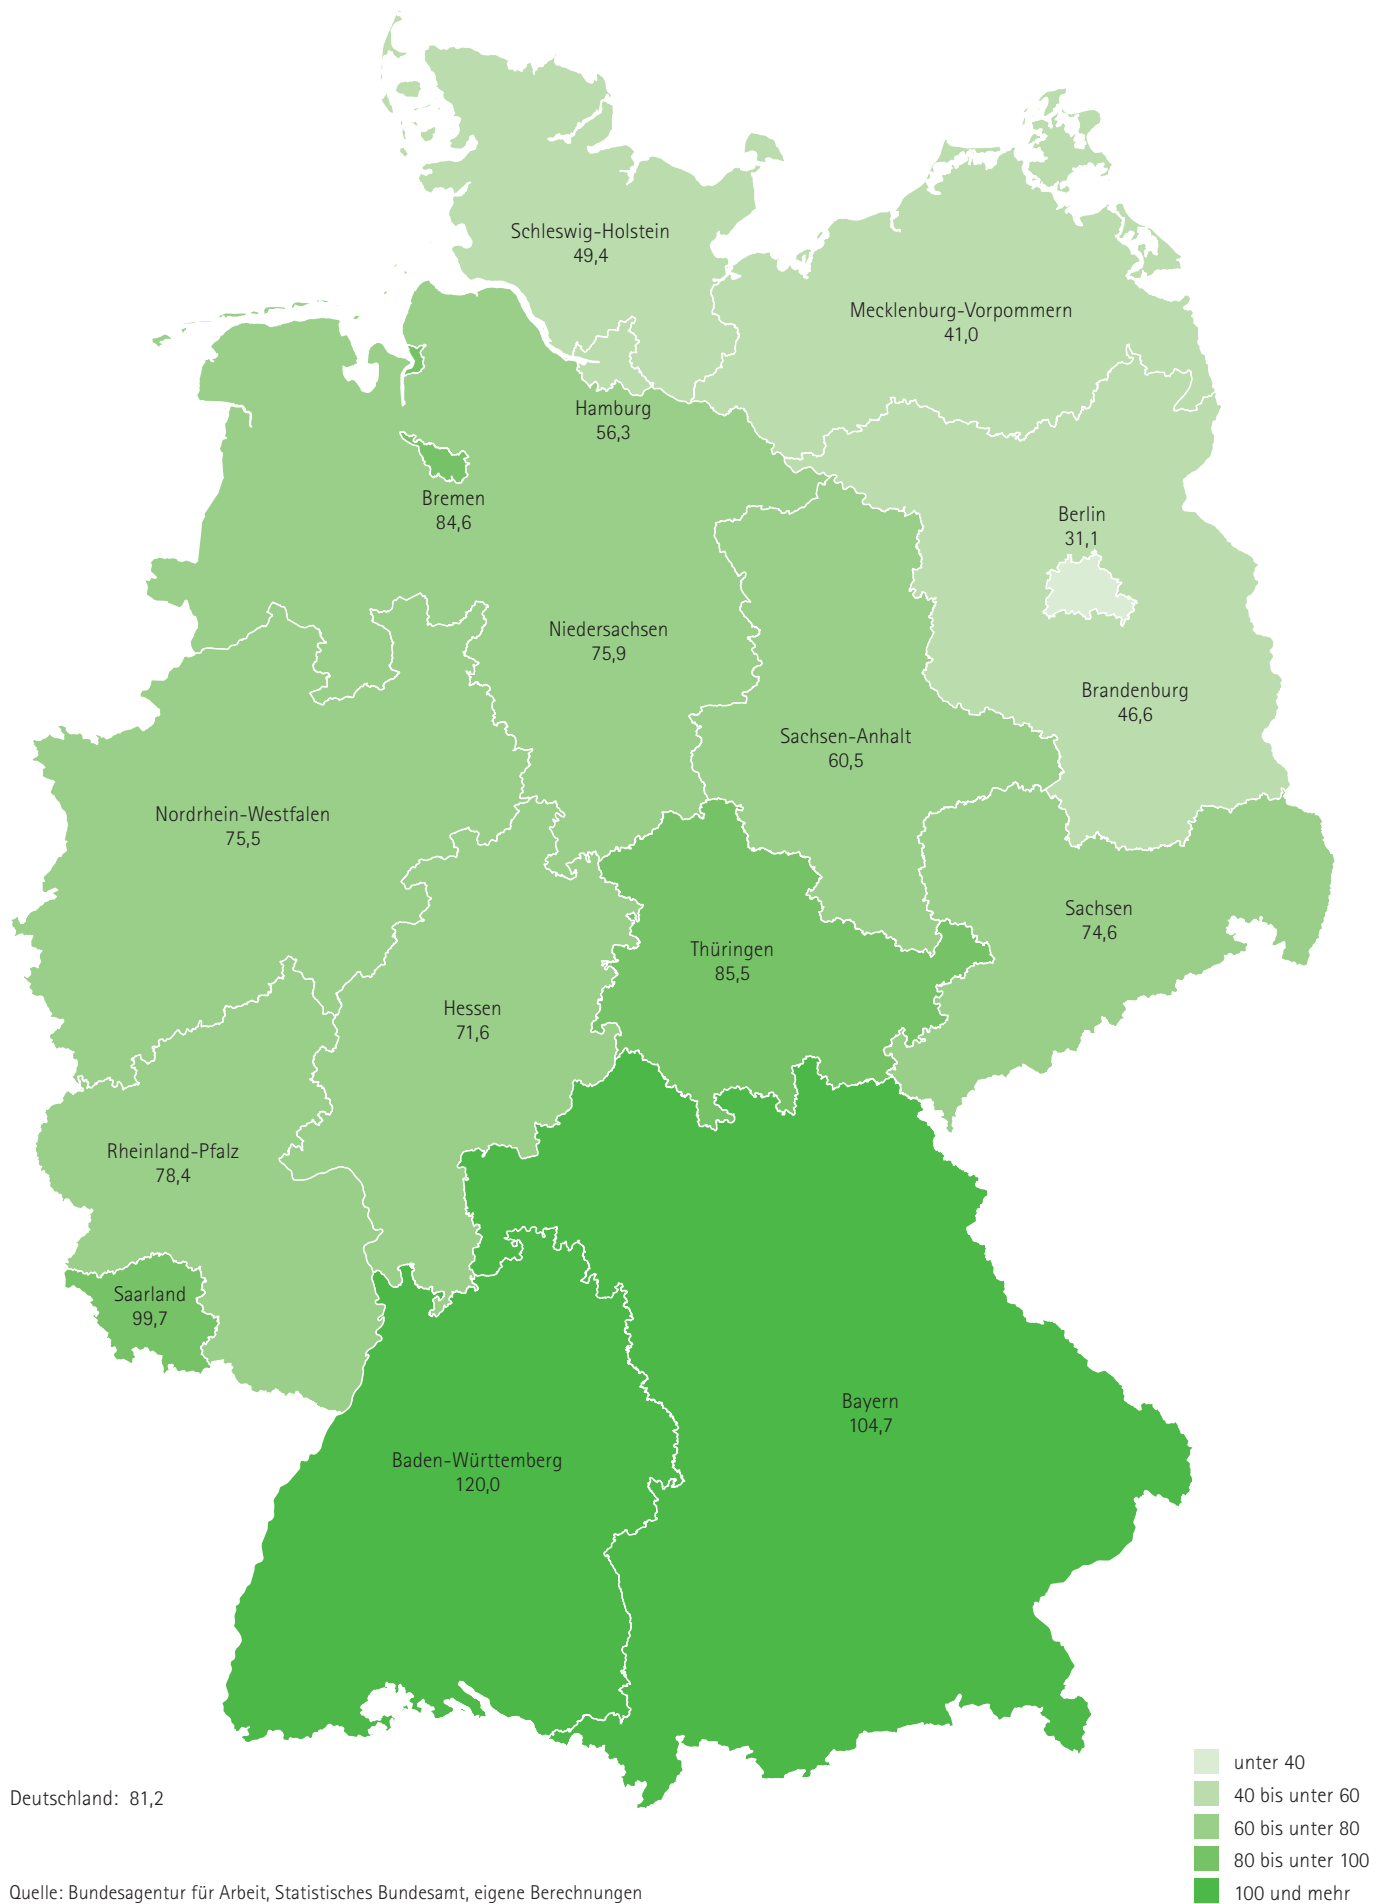 Schleswig-Holstein
49,4
Mecklenburg-Vorpommern
41,0
Hamburg
56,3
Bremen
84,6
Berlin
31,1
Niedersachsen
75,9
Brandenburg
46,6
Sachsen-Anhalt
60,5
Nordrhein-Westfalen
75,5
Sachsen
74,6
Thüringen
85,5
Hessen
71,6
Rheinland-Pfalz
78,4
Saarland
99,7
Bayern
104,7
Baden-Württemberg
120,0
unter 40
40 bis unter 60
60 bis unter 80
80 bis unter 100
100 und mehr
Deutschland: 81,2
Quelle: Bundesagentur für Arbeit, Statistisches Bundesamt, eigene Berechnungen